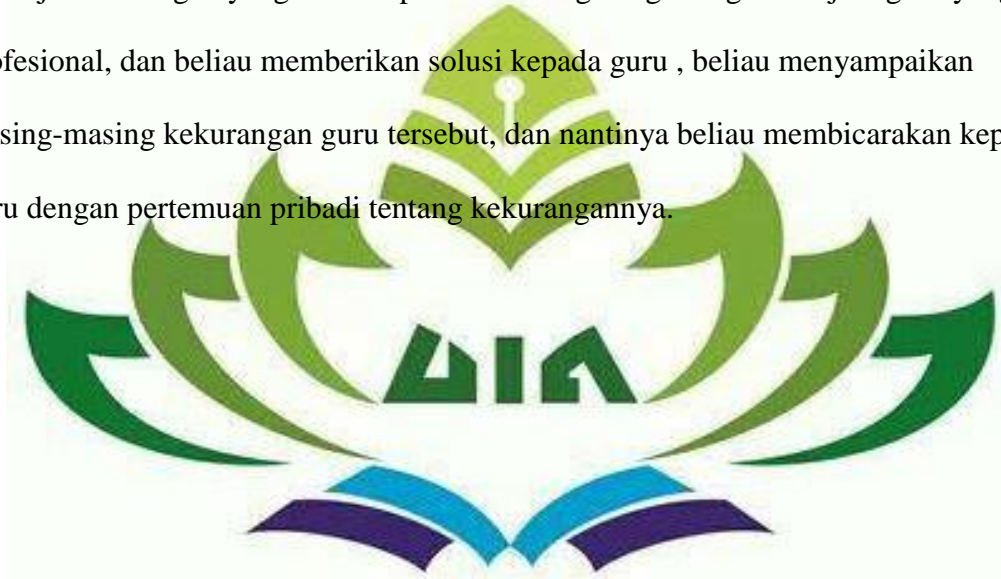 ofesional, dan beliau memberikan solusi kepada guru , beliau menyampaikan
sing-masing kekurangan guru tersebut, dan nantinya beliau membicarakan kep
ru dengan pertemuan pribadi tentang kekurangannya.
UIN